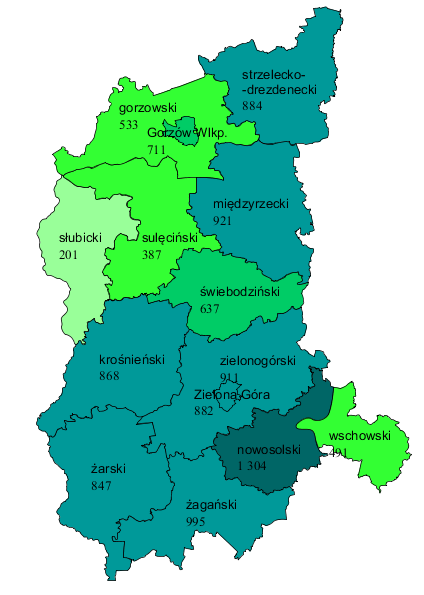 strzelecko-
-drezdenecki
884
gorzowski
533
Gorzów Wlkp.
711
międzyrzecki
921
słubicki
201
sulęciński
387
świebodziński
637
krośnieński
868
zielonogórski
911
Zielona Góra
882
wschowski
491
nowosolski
1 304
żarski
847
żagański
995